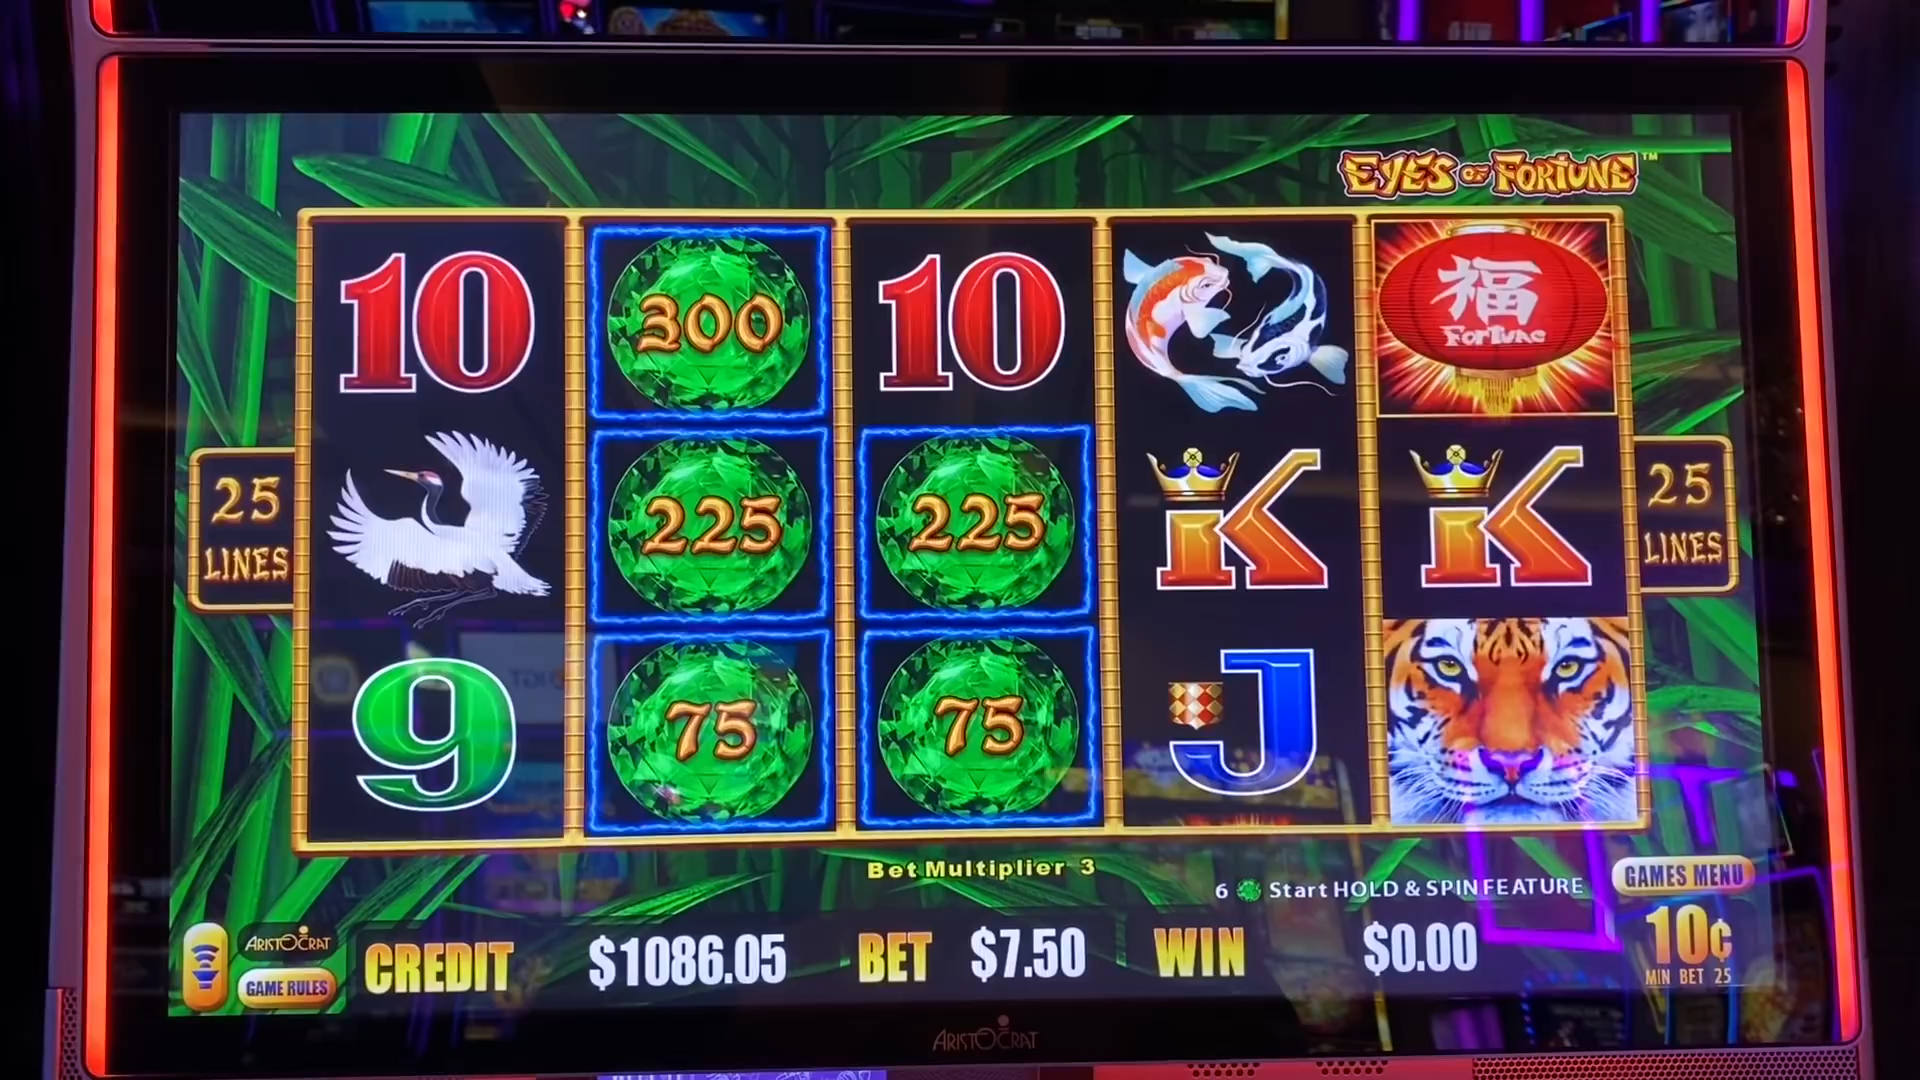 EYES OF FORTUNE™
10
300
10
福
FORTUNE
25
LINES
225
225
K
K
25
LINES
9
75
75
J
Bet Multiplier 3
6 Start HOLD & SPIN FEATURE
GAMES MENU
ARISTOCRAT
GAME RULES
CREDIT $1086.05 BET $7.50 WIN $0.00
10¢
MIN BET 25
ARISTOCRAT